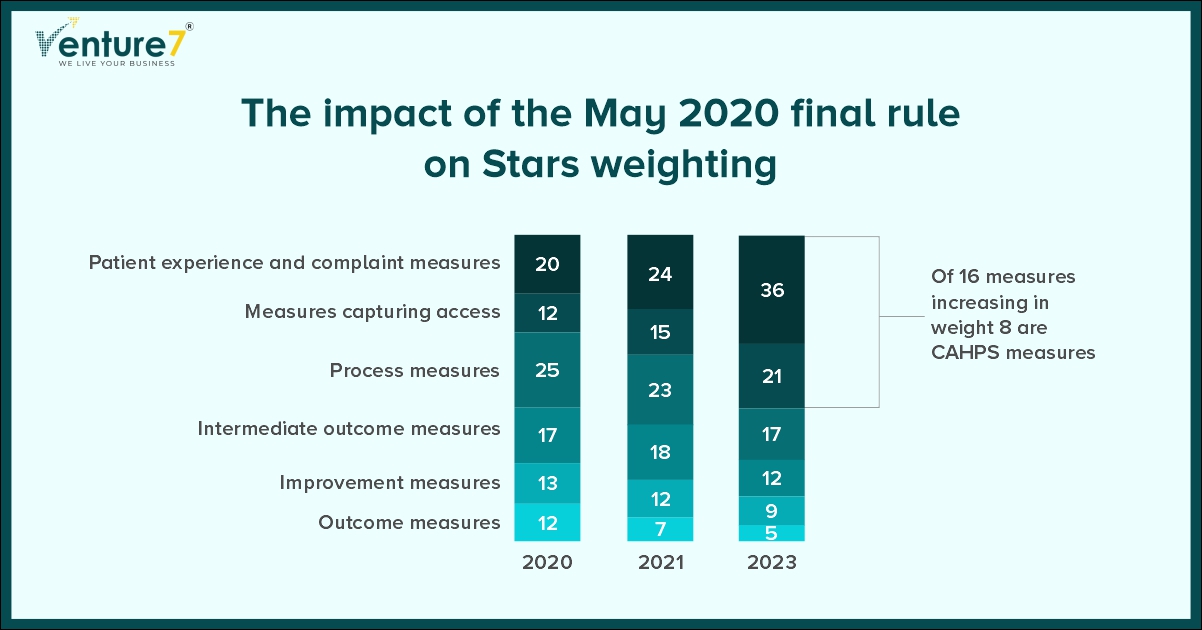 Venture7®
WE LIVE YOUR BUSINESS
The impact of the May 2020 final rule
on Stars weighting
Patient experience and complaint measures 20 24 36
Measures capturing access 12 15 21
Process measures 25 23 17
Intermediate outcome measures 17 18 12
Improvement measures 13 12 9
Outcome measures 12 7 5
2020 2021 2023
Of 16 measures
increasing in
weight 8 are
CAHPS measures